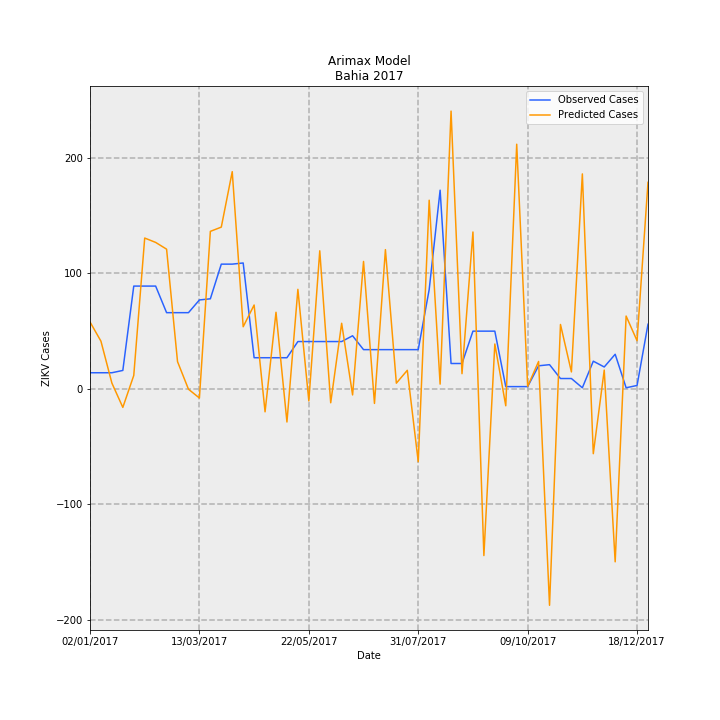 Arimax Model
Bahia 2017
Observed Cases
Predicted Cases
ZIKV Cases
200
100
0
−100
−200
02/01/2017
13/03/2017
22/05/2017
31/07/2017
09/10/2017
18/12/2017
Date